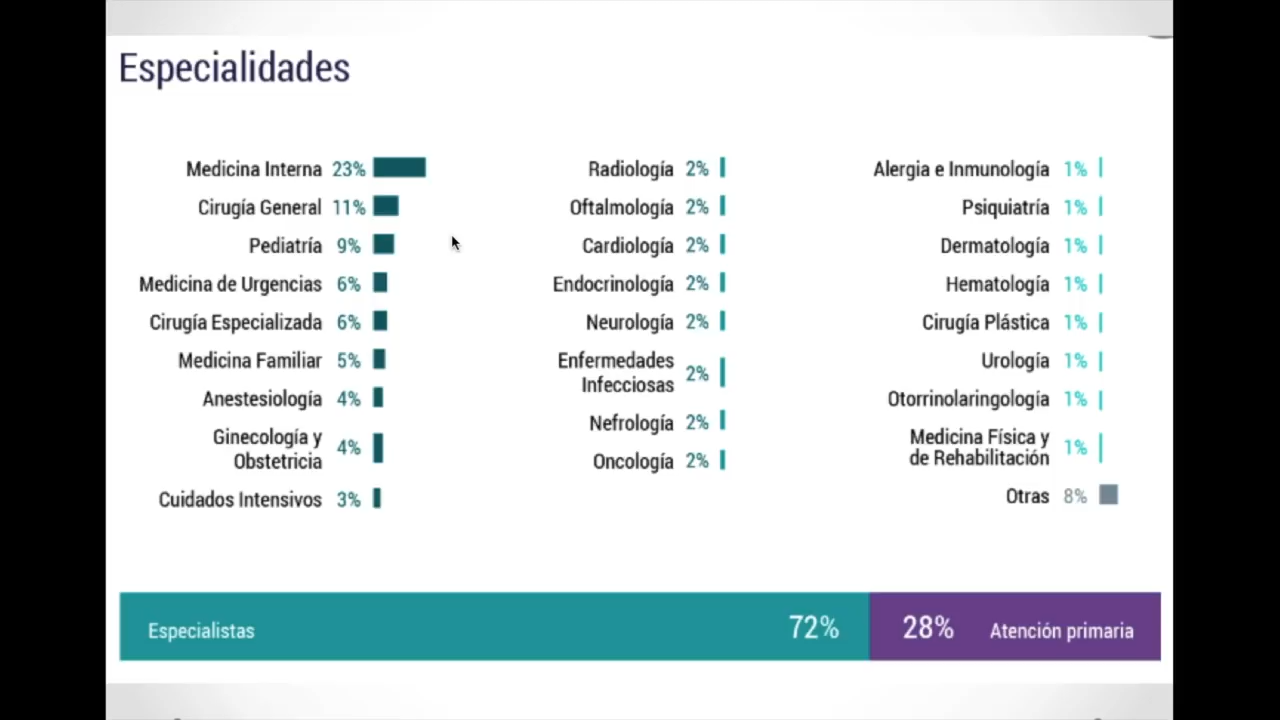 Especialidades
Medicina Interna 23%
Cirugía General 11%
Pediatría 9%
Medicina de Urgencias 6%
Cirugía Especializada 6%
Medicina Familiar 5%
Anestesiología 4%
Ginecología y
Obstetricia 4%
Cuidados Intensivos 3%
Radiología 2%
Oftalmología 2%
Cardiología 2%
Endocrinología 2%
Neurología 2%
Enfermedades
Infecciosas 2%
Nefrología 2%
Oncología 2%
Alergia e Inmunología 1%
Psiquiatría 1%
Dermatología 1%
Hematología 1%
Cirugía Plástica 1%
Urología 1%
Otorrinolaringología 1%
Medicina Física y
de Rehabilitación 1%
Otras 8%
Especialistas 72%
28% Atención primaria